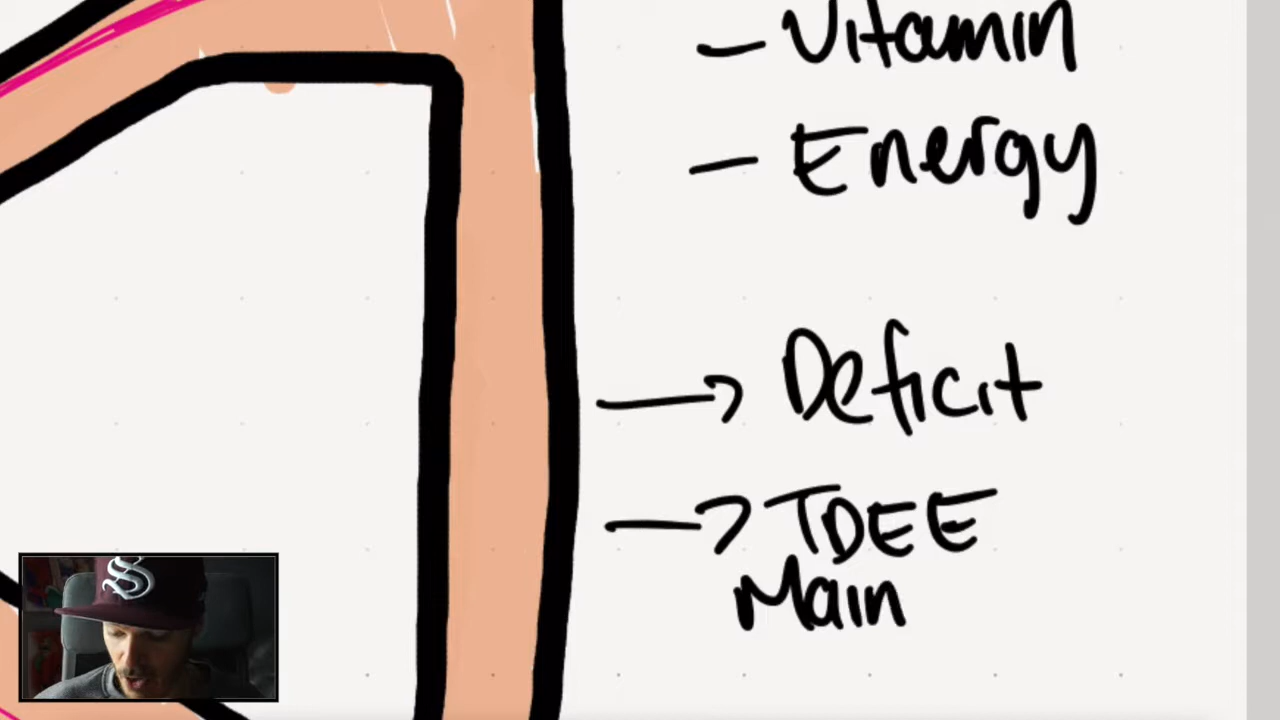 - Vitamin
- Energy
→ Deficit
→ TDEE
Main
S